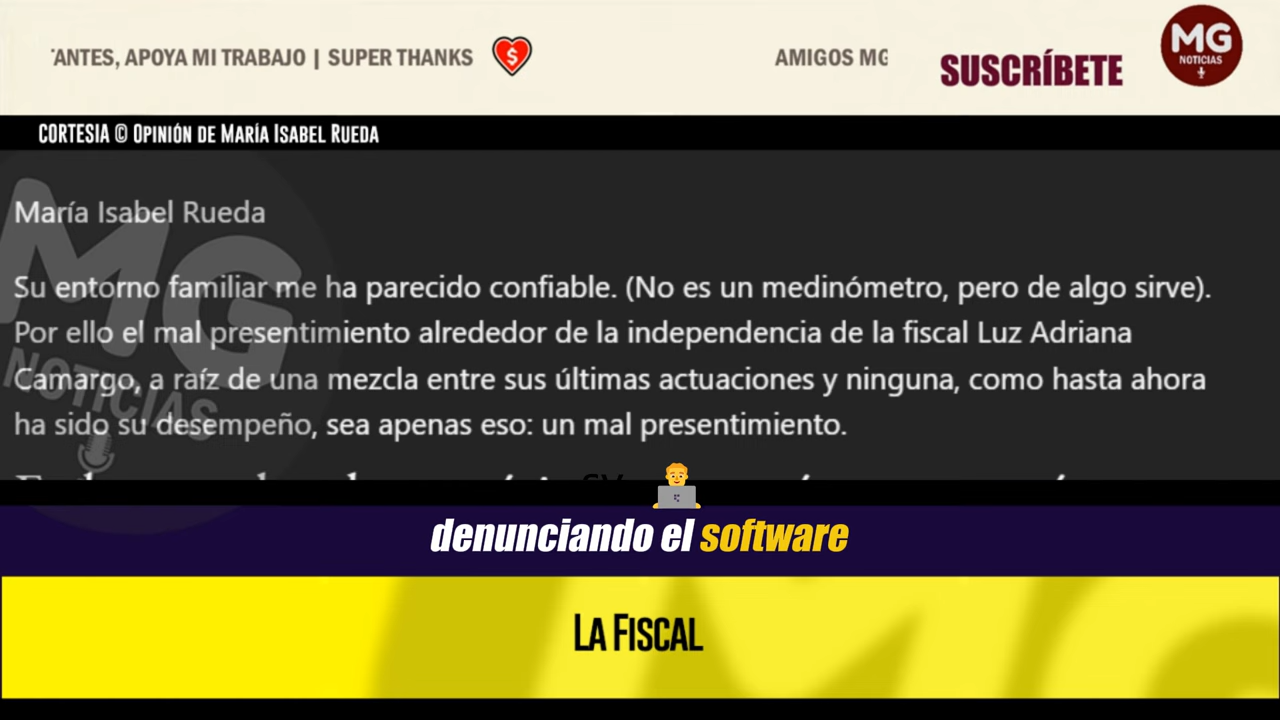 'ANTES, APOYA MI TRABAJO | SUPER THANKS
AMIGOS MG
SUSCRÍBETE
MG
NOTICIAS
CORTESIA © OPINIÓN DE MARÍA ISABEL RUEDA
MG
NOTICIAS
María Isabel Rueda
Su entorno familiar me ha parecido confiable. (No es un medinómetro, pero de algo sirve).
Por ello el mal presentimiento alrededor de la independencia de la fiscal Luz Adriana
Camargo, a raíz de una mezcla entre sus últimas actuaciones y ninguna, como hasta ahora
ha sido su desempeño, sea apenas eso: un mal presentimiento.
denunciando el software
LA FISCAL